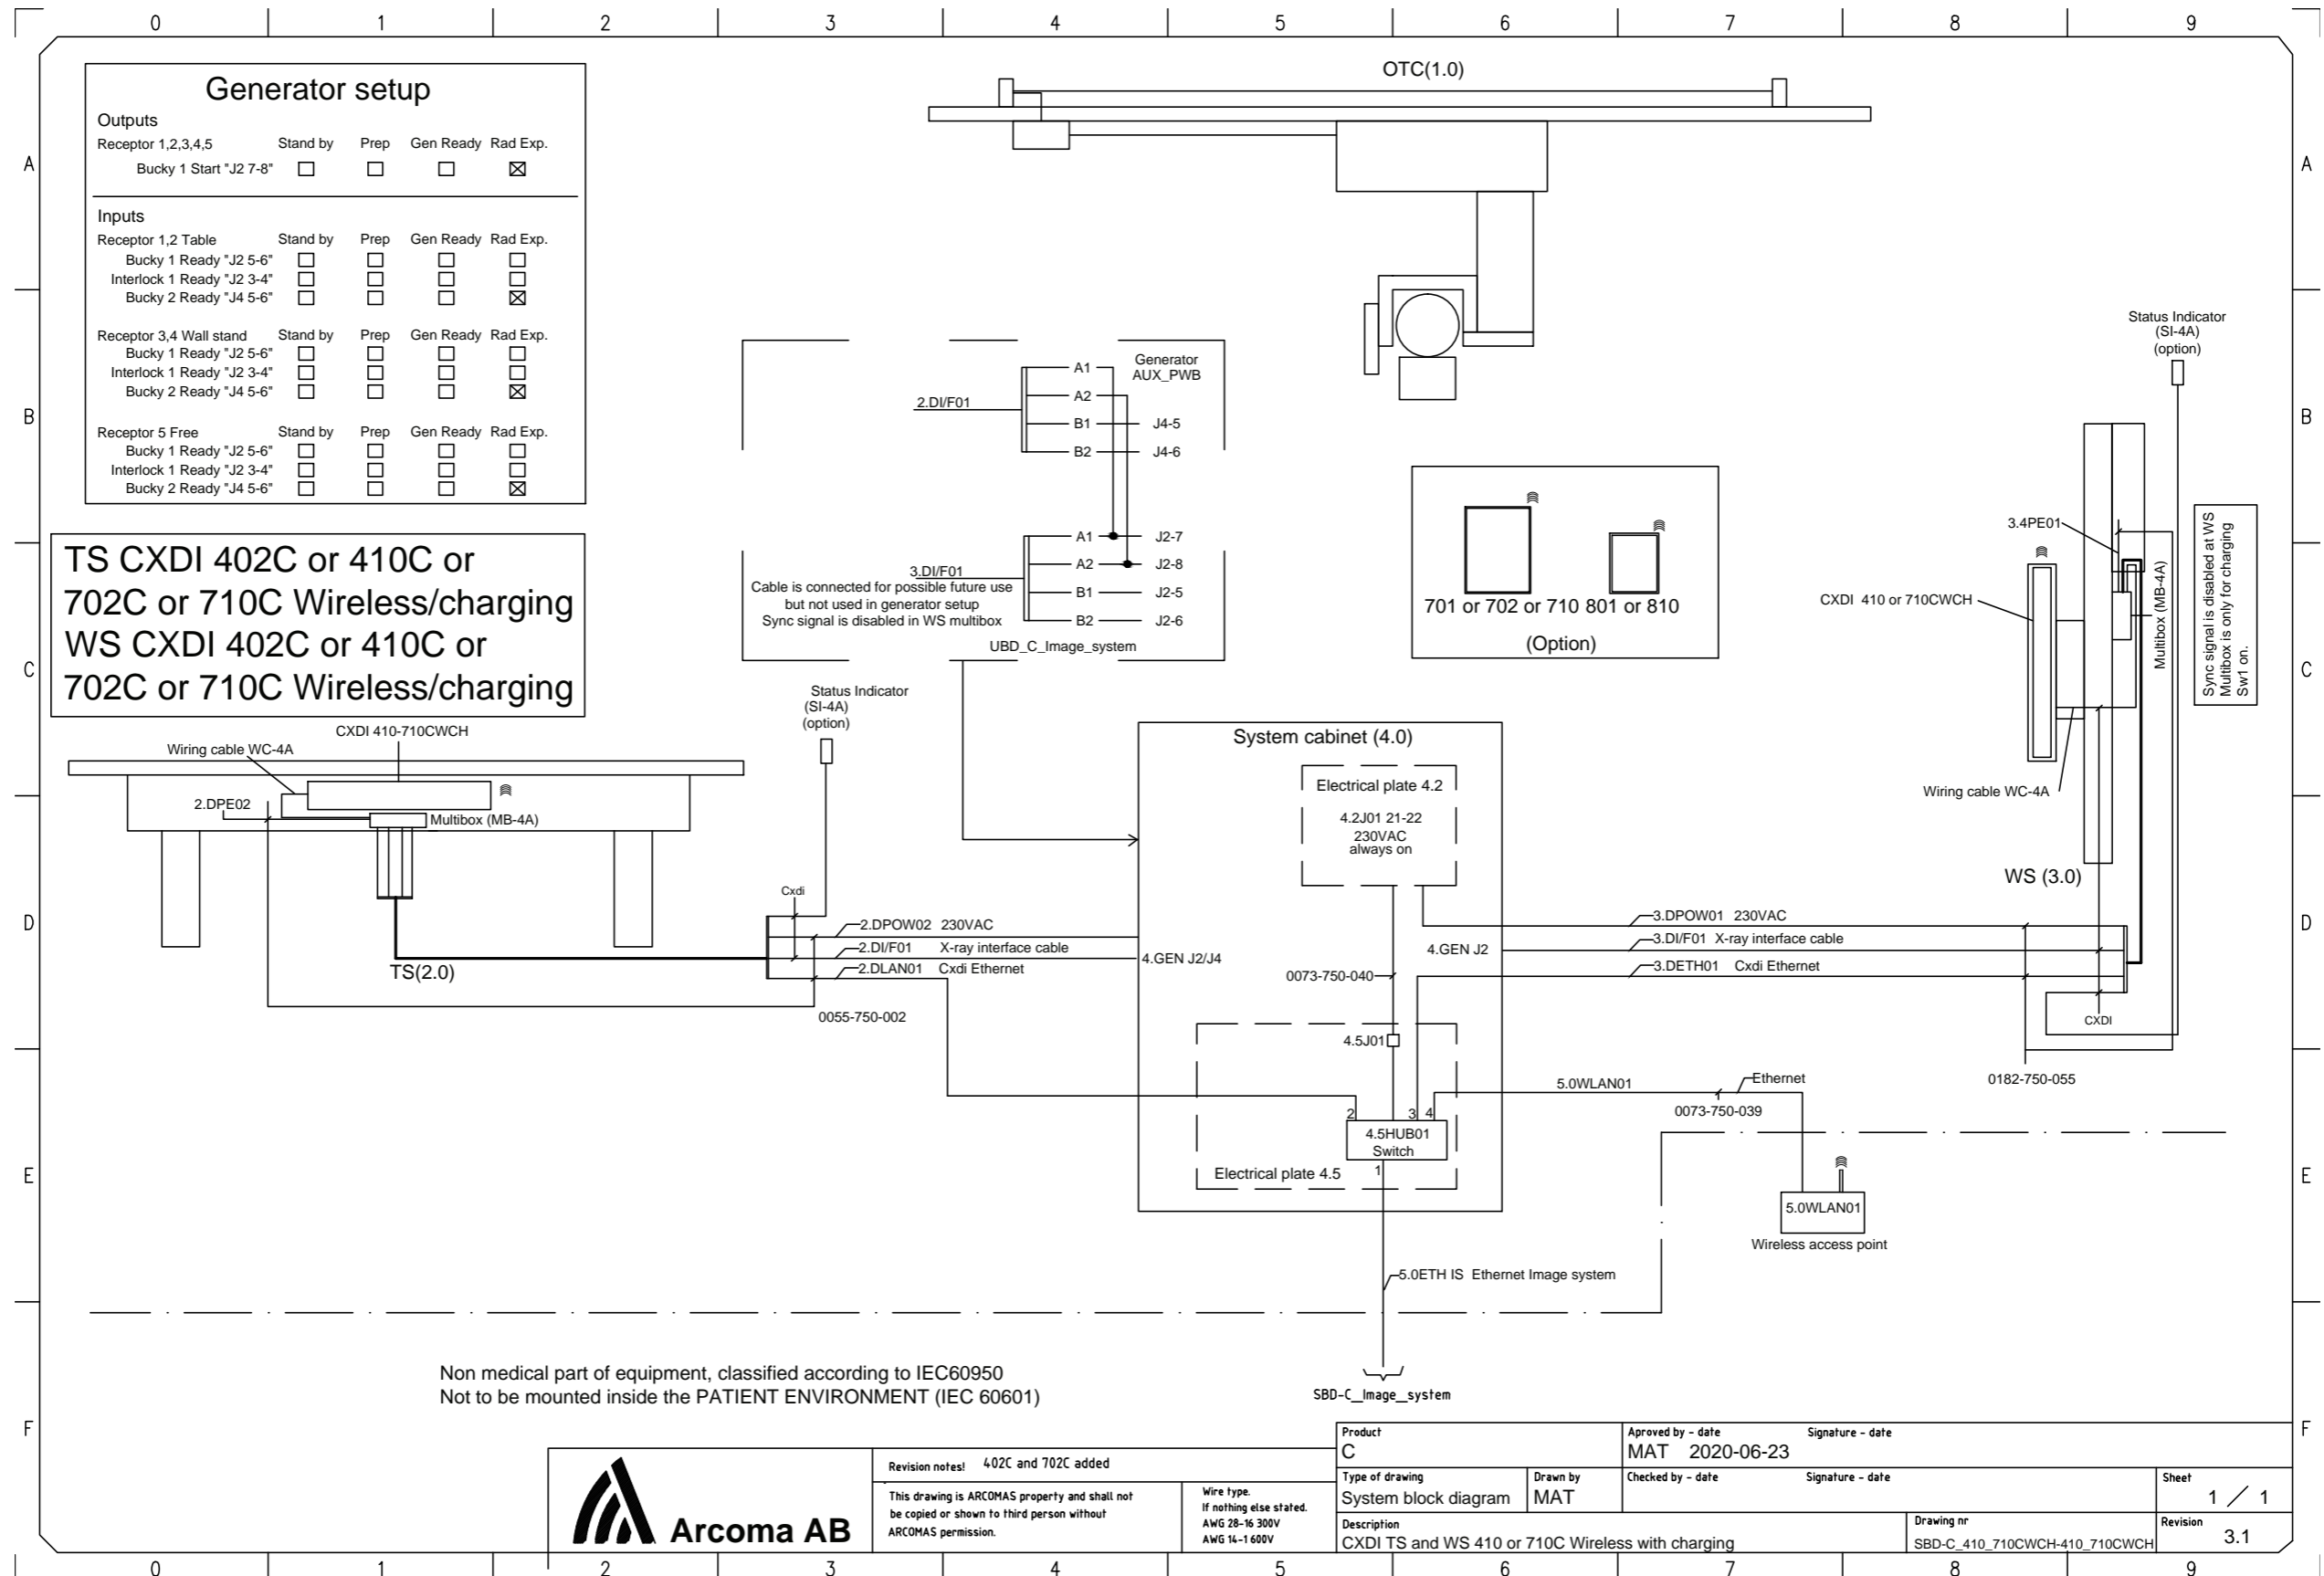 0 1 2 3 4 5 6 7 8 9
A A
B B
C C
D D
E E
F F
Generator setup
Outputs
Receptor 1,2,3,4,5 Stand by Prep Gen Ready Rad Exp.
Bucky 1 Start "J2 7-8"
Inputs
Receptor 1,2 Table Stand by Prep Gen Ready Rad Exp.
Bucky 1 Ready "J2 5-6"
Interlock 1 Ready "J2 3-4"
Bucky 2 Ready "J4 5-6"
Receptor 3,4 Wall stand Stand by Prep Gen Ready Rad Exp.
Bucky 1 Ready "J2 5-6"
Interlock 1 Ready "J2 3-4"
Bucky 2 Ready "J4 5-6"
Receptor 5 Free Stand by Prep Gen Ready Rad Exp.
Bucky 1 Ready "J2 5-6"
Interlock 1 Ready "J2 3-4"
Bucky 2 Ready "J4 5-6"
TS CXDI 402C or 410C or
702C or 710C Wireless/charging
WS CXDI 402C or 410C or
702C or 710C Wireless/charging
OTC(1.0)
Generator
AUX_PWB
2.DI/F01
A1
A2
B1 J4-5
B2 J4-6
3.DI/F01
A1 J2-7
A2 J2-8
B1 J2-5
B2 J2-6
Cable is connected for possible future use
but not used in generator setup
Sync signal is disabled in WS multibox
UBD_C_Image_system
701 or 702 or 710 801 or 810
(Option)
Status Indicator
(SI-4A)
(option)
3.4PE01
CXDI 410 or 710CWCH
Multibox (MB-4A)
Sync signal is disabled at WS
Multibox is only for charging
Sw1 on.
Wiring cable WC-4A
WS (3.0)
Status Indicator
(SI-4A)
(option)
CXDI 410-710CWCH
Wiring cable WC-4A
2.DPE02
Multibox (MB-4A)
TS(2.0)
Cxdi
2.DPOW02 230VAC
2.DI/F01 X-ray interface cable
2.DLAN01 Cxdi Ethernet
0055-750-002
4.GEN J2/J4
System cabinet (4.0)
Electrical plate 4.2
4.2J01 21-22
230VAC
always on
4.GEN J2
0073-750-040
4.5J01
2 3 4
4.5HUB01
Switch
1
Electrical plate 4.5
3.DPOW01 230VAC
3.DI/F01 X-ray interface cable
3.DETH01 Cxdi Ethernet
CXDI
0182-750-055
5.0WLAN01
Ethernet
0073-750-039
5.0WLAN01
Wireless access point
5.0ETH IS Ethernet Image system
SBD-C_Image_system
Non medical part of equipment, classified according to IEC60950
Not to be mounted inside the PATIENT ENVIRONMENT (IEC 60601)
Arcoma AB
Revision notes! 402C and 702C added
This drawing is ARCOMAS property and shall not
be copied or shown to third person without
ARCOMAS permission.
Wire type.
If nothing else stated.
AWG 28-16 300V
AWG 14-1 600V
Product
C
Aproved by - date Signature - date
MAT 2020-06-23
Type of drawing
System block diagram
Drawn by
MAT
Checked by - date Signature - date
Sheet
1 / 1
Description
CXDI TS and WS 410 or 710C Wireless with charging
Drawing nr
SBD-C_410_710CWCH-410_710CWCH
Revision
3.1
0 1 2 3 4 5 6 7 8 9